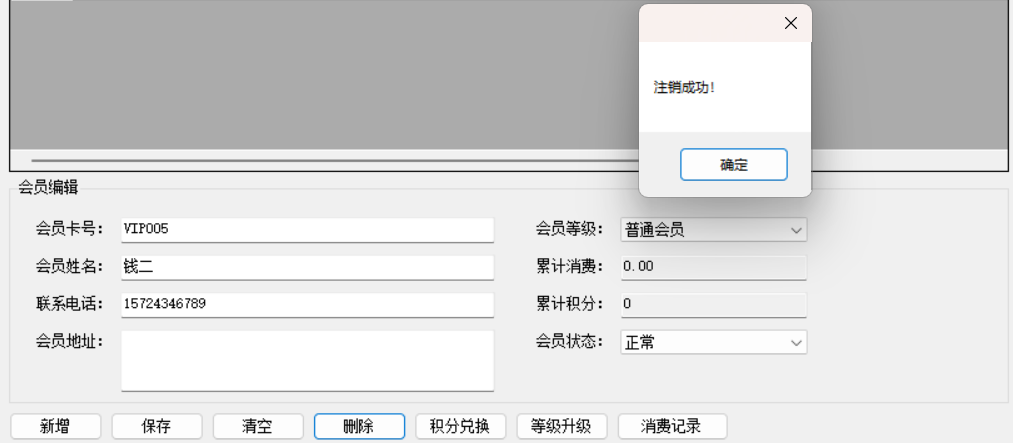 注销成功!
确定
会员编辑
会员卡号: VIP005 会员等级: 普通会员
会员姓名: 钱二 累计消费: 0.00
联系电话: 15724346789 累计积分: 0
会员地址: 会员状态: 正常
新增 保存 清空 删除 积分兑换 等级升级 消费记录